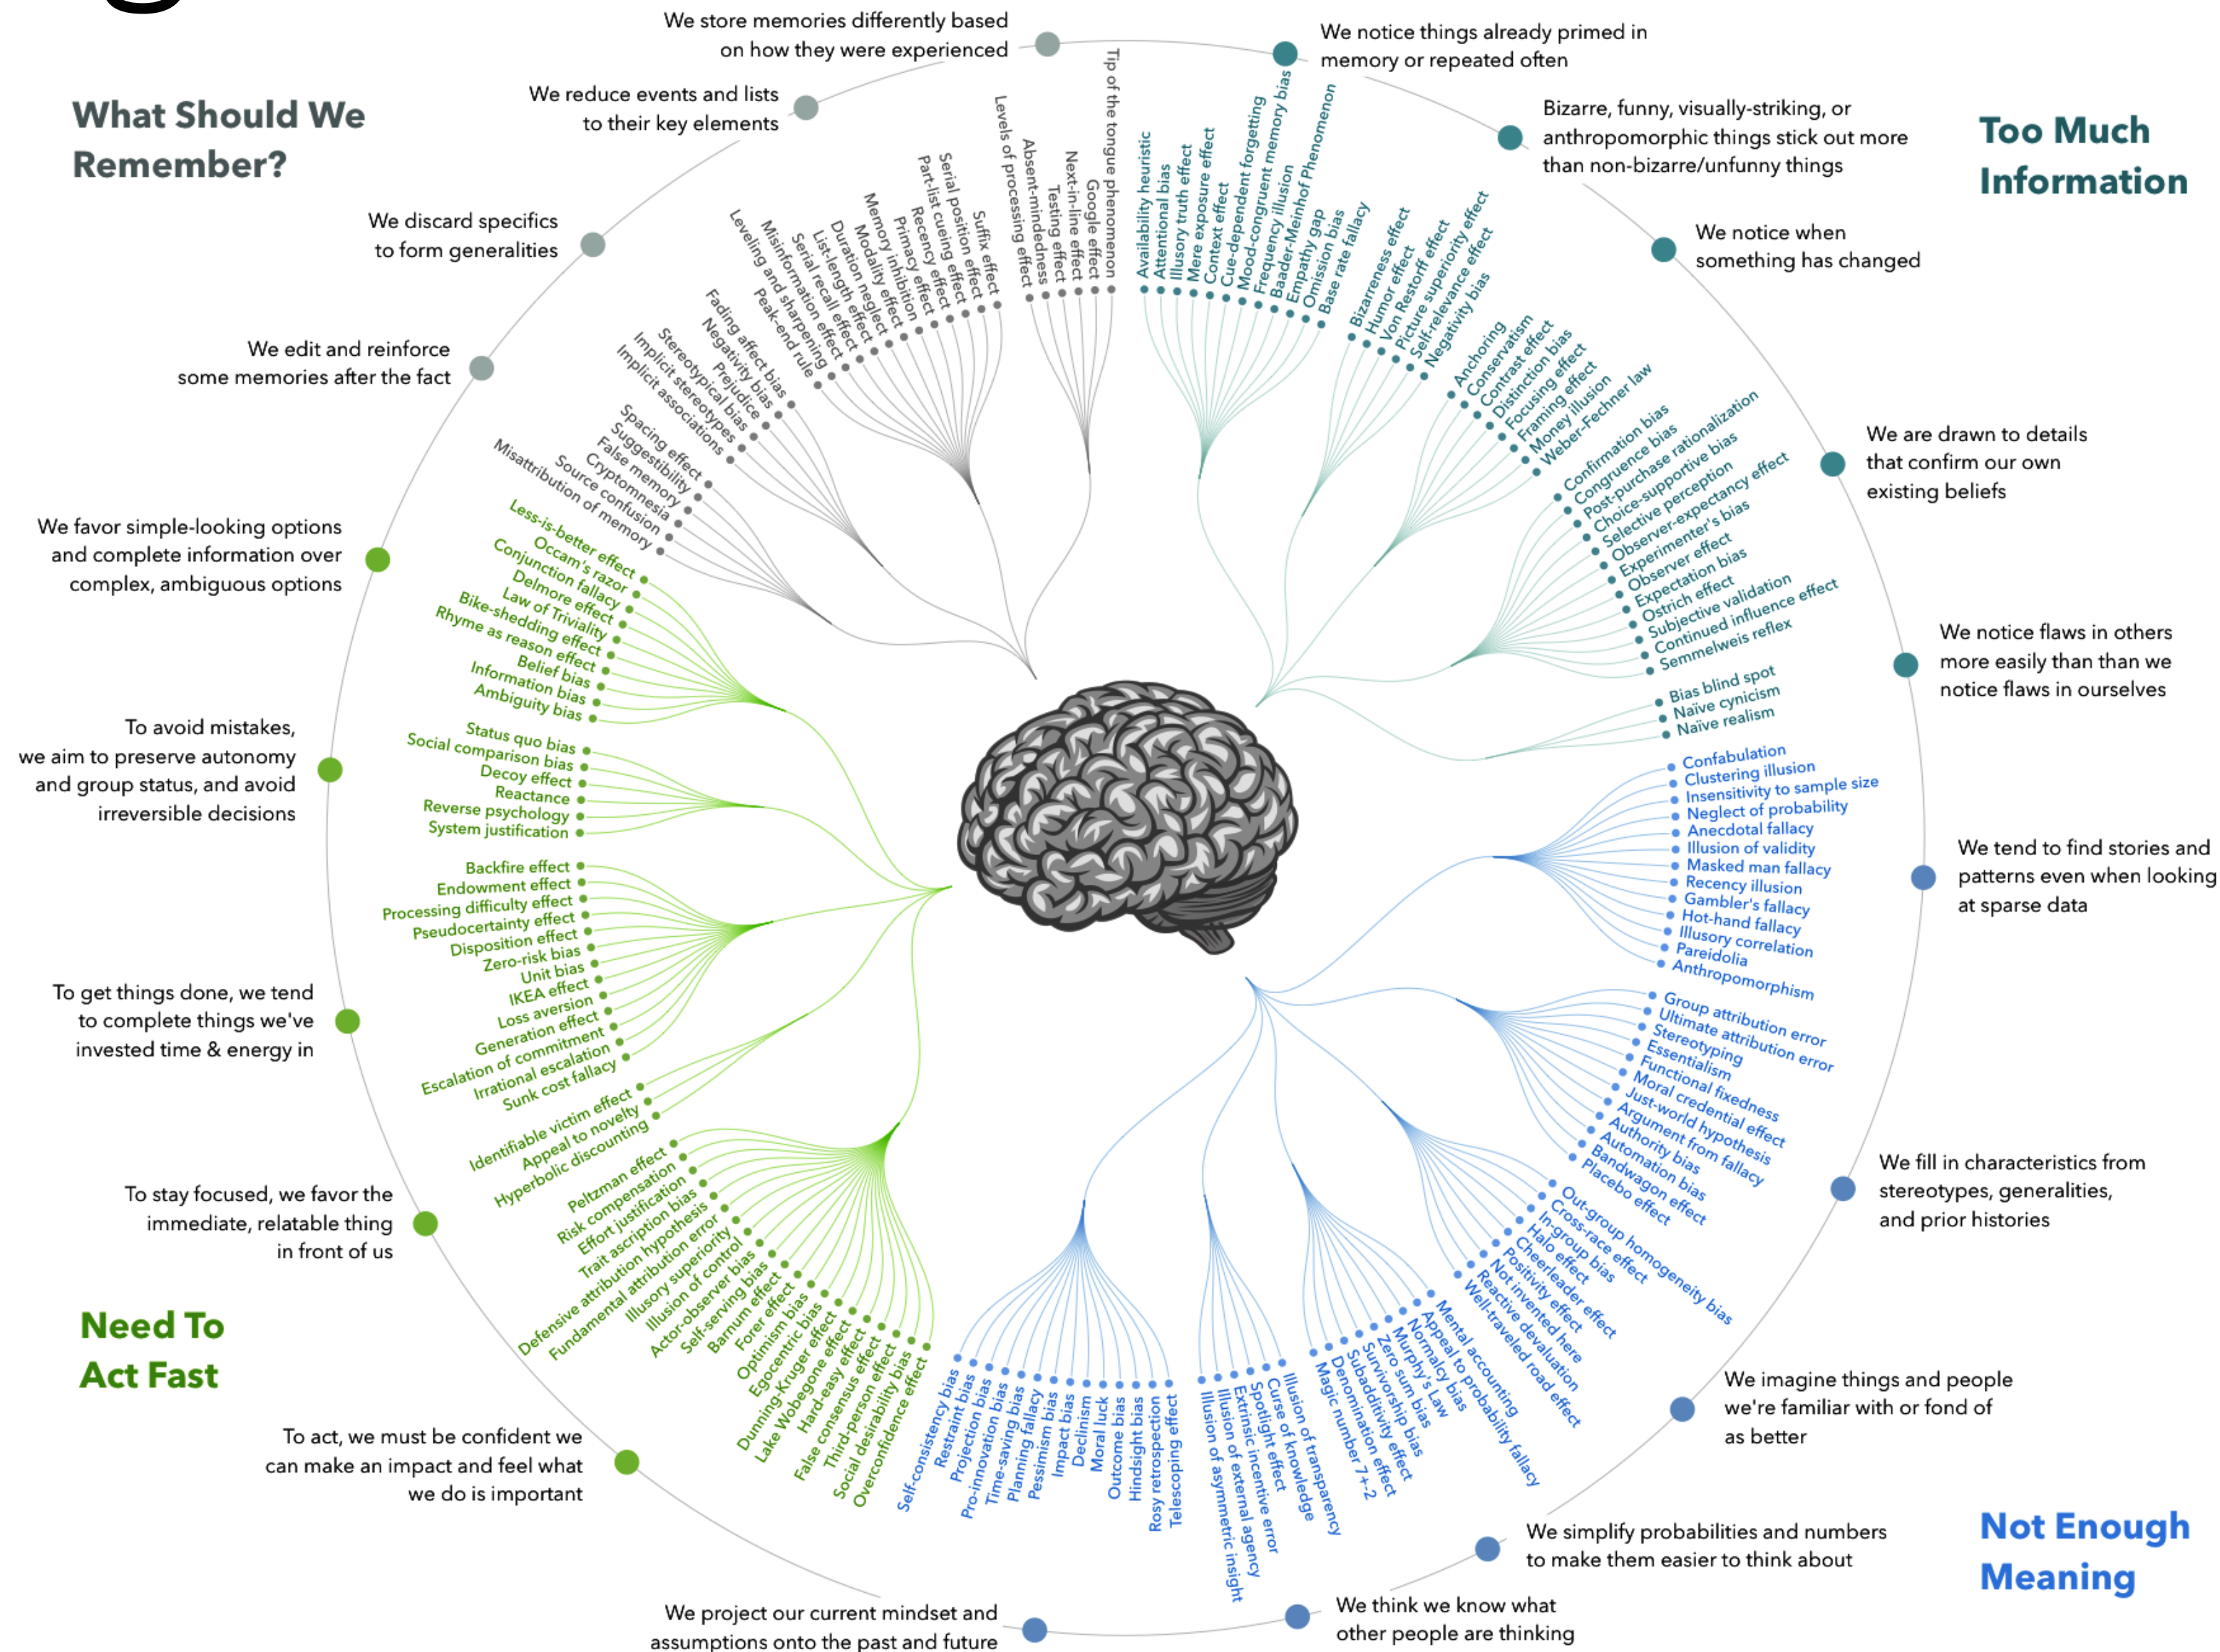 What Should We
Remember?
We store memories differently based
on how they were experienced
We reduce events and lists
to their key elements
We discard specifics
to form generalities
We edit and reinforce
some memories after the fact
Tip of the tongue phenomenon
Google effect
Next-in-line effect
Testing effect
Absent-mindedness
Levels of processing effect
Suffix effect
Serial position effect
Part-list cueing effect
Recency effect
Primacy effect
Memory inhibition
Modality effect
Duration neglect
List-length effect
Serial recall effect
Misinformation effect
Leveling and sharpening
Peak-end rule
Fading affect bias
Negativity bias
Prejudice
Stereotypical bias
Implicit stereotypes
Implicit associations
Spacing effect
Suggestibility
False memory
Cryptomnesia
Source confusion
Misattribution of memory
Too Much
Information
We notice things already primed in
memory or repeated often
Bizarre, funny, visually-striking, or
anthropomorphic things stick out more
than non-bizarre/unfunny things
We notice when
something has changed
We are drawn to details
that confirm our own
existing beliefs
We notice flaws in others
more easily than than we
notice flaws in ourselves
Availability heuristic
Attentional bias
Illusory truth effect
Mere exposure effect
Context effect
Cue-dependent forgetting
Mood-congruent memory bias
Frequency illusion
Baader-Meinhof Phenomenon
Empathy gap
Omission bias
Base rate fallacy
Bizarreness effect
Humor effect
Von Restorff effect
Picture superiority effect
Self-relevance effect
Negativity bias
Anchoring
Conservatism
Contrast effect
Distinction bias
Focusing effect
Framing effect
Money illusion
Weber-Fechner law
Confirmation bias
Congruence bias
Post-purchase rationalization
Choice-supportive bias
Selective perception
Observer-expectancy effect
Experimenter's bias
Observer effect
Expectation bias
Ostrich effect
Subjective validation
Continued influence effect
Semmelweis reflex
Bias blind spot
Naïve cynicism
Naïve realism
Not Enough
Meaning
We tend to find stories and
patterns even when looking
at sparse data
We fill in characteristics from
stereotypes, generalities,
and prior histories
We imagine things and people
we're familiar with or fond of
as better
We simplify probabilities and numbers
to make them easier to think about
We think we know what
other people are thinking
We project our current mindset and
assumptions onto the past and future
Confabulation
Clustering illusion
Insensitivity to sample size
Neglect of probability
Anecdotal fallacy
Illusion of validity
Masked man fallacy
Recency illusion
Gambler's fallacy
Hot-hand fallacy
Illusory correlation
Pareidolia
Anthropomorphism
Group attribution error
Ultimate attribution error
Stereotyping
Essentialism
Functional fixedness
Moral credential effect
Just-world hypothesis
Argument from fallacy
Authority bias
Automation bias
Bandwagon effect
Placebo effect
Out-group homogeneity bias
Cross-race effect
In-group bias
Halo effect
Cheerleader effect
Positivity effect
Not invented here
Reactive devaluation
Well-traveled road effect
Mental accounting
Appeal to probability fallacy
Normalcy bias
Murphy's Law
Zero sum bias
Survivorship bias
Subadditivity effect
Denomination effect
Magic number 7+-2
Illusion of transparency
Curse of knowledge
Spotlight effect
Extrinsic incentive error
Illusion of external agency
Illusion of asymmetric insight
Telescoping effect
Rosy retrospection
Hindsight bias
Outcome bias
Moral luck
Declinism
Impact bias
Pessimism bias
Planning fallacy
Time-saving bias
Pro-innovation bias
Projection bias
Restraint bias
Self-consistency bias
Need To
Act Fast
We favor simple-looking options
and complete information over
complex, ambiguous options
To avoid mistakes,
we aim to preserve autonomy
and group status, and avoid
irreversible decisions
To get things done, we tend
to complete things we've
invested time & energy in
To stay focused, we favor the
immediate, relatable thing
in front of us
To act, we must be confident we
can make an impact and feel what
we do is important
Less-is-better effect
Occam's razor
Conjunction fallacy
Delmore effect
Law of Triviality
Bike-shedding effect
Rhyme as reason effect
Belief bias
Information bias
Ambiguity bias
Status quo bias
Social comparison bias
Decoy effect
Reactance
Reverse psychology
System justification
Backfire effect
Endowment effect
Processing difficulty effect
Pseudocertainty effect
Disposition effect
Zero-risk bias
Unit bias
IKEA effect
Loss aversion
Generation effect
Escalation of commitment
Irrational escalation
Sunk cost fallacy
Identifiable victim effect
Appeal to novelty
Hyperbolic discounting
Peltzman effect
Risk compensation
Effort justification
Trait ascription bias
Defensive attribution hypothesis
Fundamental attribution error
Illusory superiority
Illusion of control
Actor-observer bias
Self-serving bias
Barnum effect
Forer effect
Optimism bias
Egocentric bias
Dunning-Kruger effect
Lake Wobegone effect
Hard-easy effect
False consensus effect
Third-person effect
Social desirability bias
Overconfidence effect